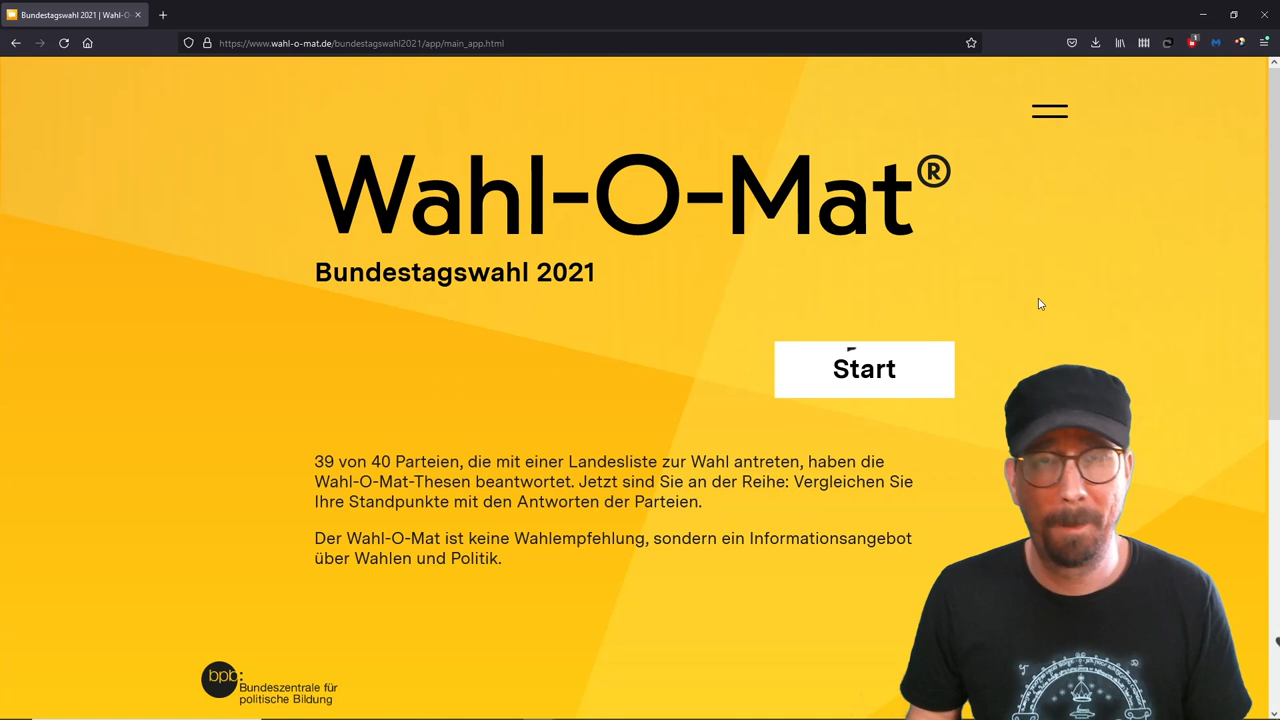 Bundestagswahl 2021 | Wahl-O
https://www.wahl-o-mat.de/bundestagswahl2021/app/main_app.html
1
Wahl-O-Mat®
Bundestagswahl 2021
Start
39 von 40 Parteien, die mit einer Landesliste zur Wahl antreten, haben die
Wahl-O-Mat-Thesen beantwortet. Jetzt sind Sie an der Reihe: Vergleichen Sie
Ihre Standpunkte mit den Antworten der Parteien.
Der Wahl-O-Mat ist keine Wahlempfehlung, sondern ein Informationsangebot
über Wahlen und Politik.
bpb:
Bundeszentrale für
politische Bildung